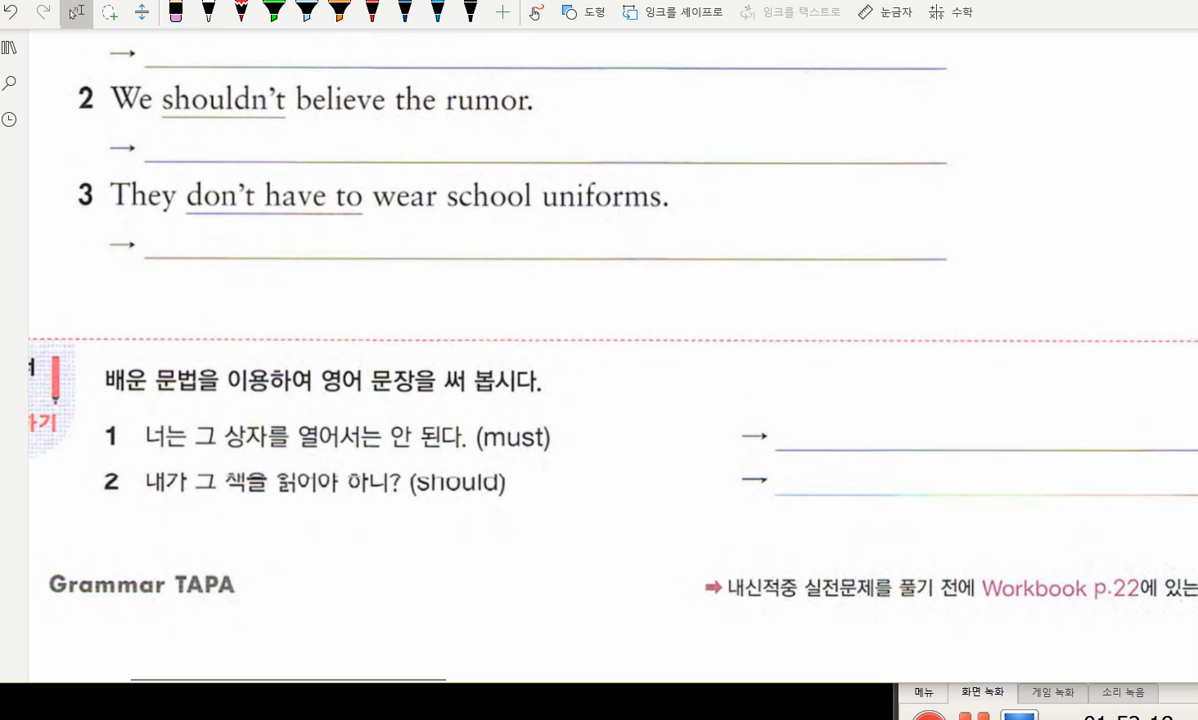 도형 잉크를 셰이프로 잉크를 텍스트로 눈금자 수학
→
2 We shouldn't believe the rumor.
→
3 They don't have to wear school uniforms.
→
배운 문법을 이용하여 영어 문장을 써 봅시다.
1 너는 그 상자를 열어서는 안 된다. (must) →
2 내가 그 책을 읽어야 하니? (should) →
Grammar TAPA
➡ 내신적중 실전문제를 풀기 전에 Workbook p.22에 있는
메뉴 화면 녹화 게임 녹화 소리 녹음